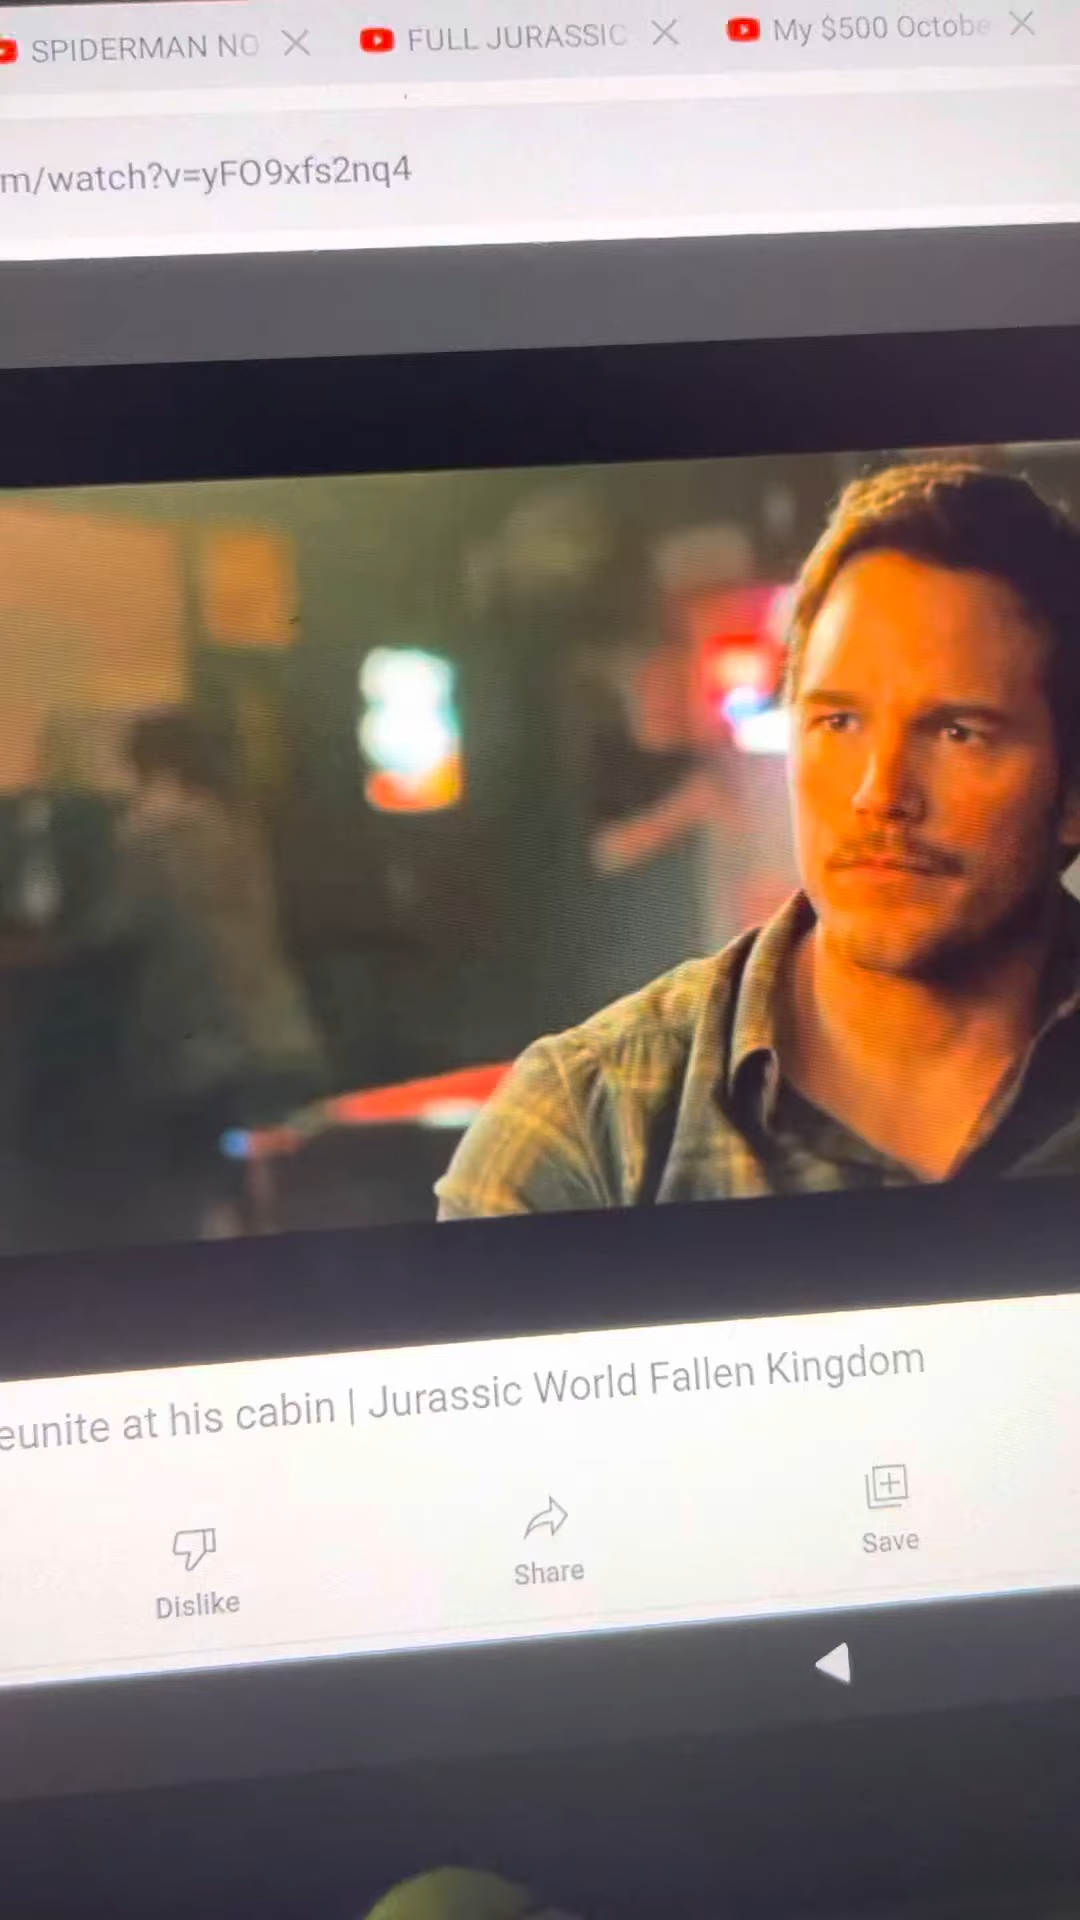 SPIDERMAN NO
FULL JURASSIC
My $500 Octobe
m/watch?v=yFO9xfs2nq4
eunite at his cabin | Jurassic World Fallen Kingdom
Dislike
Share
Save